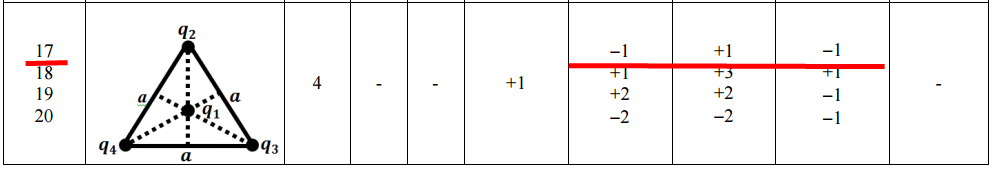 17 −1 +1 −1
18 +1 +3 +1
19 +2 +2 −1
20 −2 −2 −1
4 - - +1 -
q₂
a a
q₁
q₄ q₃
a